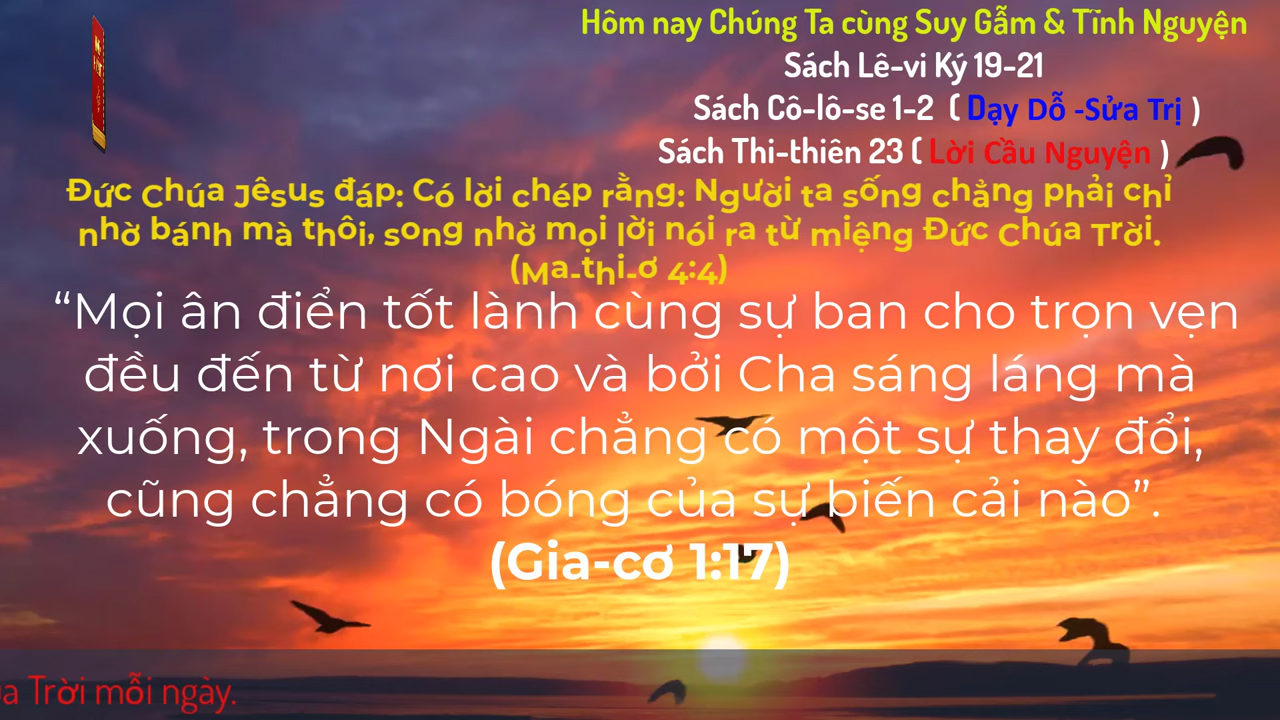 Hôm nay Chúng Ta cùng Suy Gẫm & Tĩnh Nguyện
Sách Lê-vi Ký 19-21
Sách Cô-lô-se 1-2 ( Dạy Dỗ -Sửa Trị )
Sách Thi-thiên 23 ( Lời Cầu Nguyện )
Đức Chúa Jêsus đáp: Có lời chép rằng: Người ta sống chẳng phải chỉ
nhờ bánh mà thôi, song nhờ mọi lời nói ra từ miệng Đức Chúa Trời.
(Ma-thi-ơ 4:4)
“Mọi ân điển tốt lành cùng sự ban cho trọn vẹn
đều đến từ nơi cao và bởi Cha sáng láng mà
xuống, trong Ngài chẳng có một sự thay đổi,
cũng chẳng có bóng của sự biến cải nào”.
(Gia-cơ 1:17)
Trời mỗi ngày.